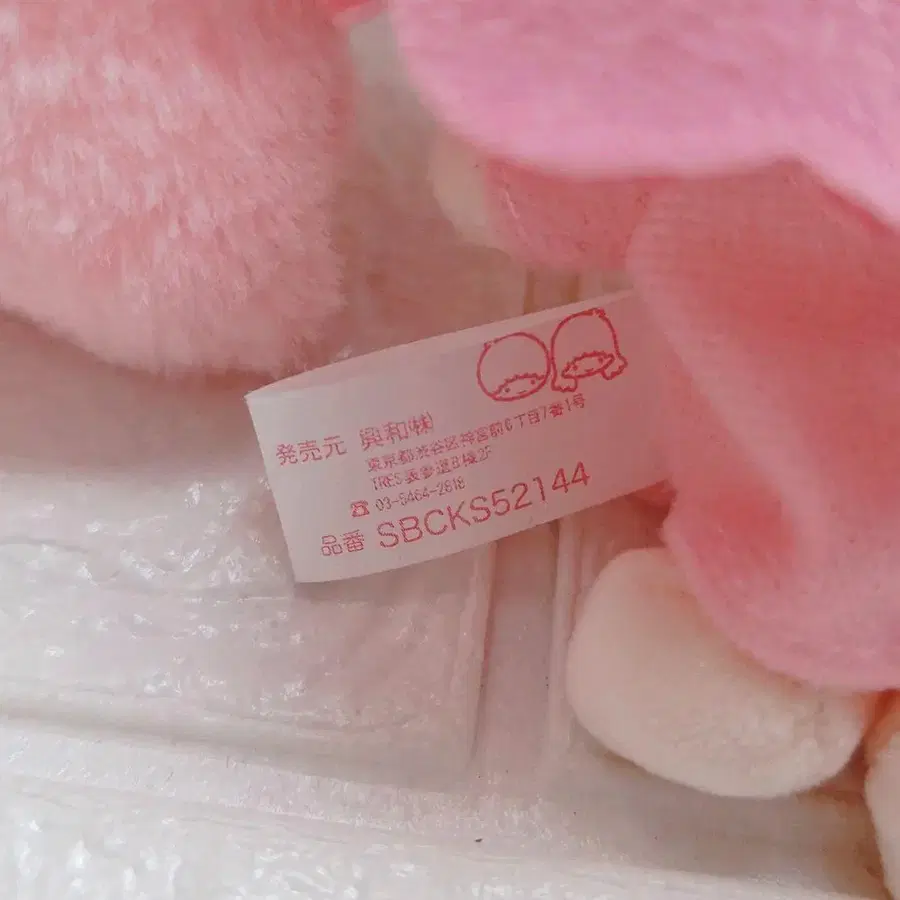 発売元 興和㈱
東京都渋谷区神宮前6丁目7番1号
TRES表参道B棟2F
☎ 03-5464-2618
品番 SBCKS52144